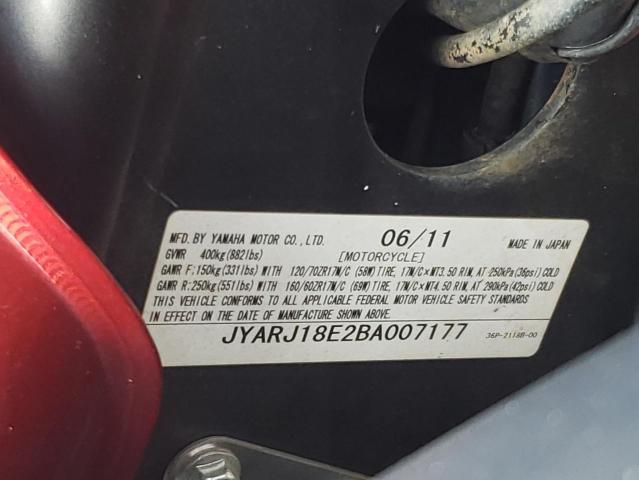 MFD. BY YAMAHA MOTOR CO., LTD. 06/11 MADE IN JAPAN
GVWR 400kg(882lbs) [MOTORCYCLE]
GAWR F:150kg(331lbs) WITH 120/70ZR17M/C (58W) TIRE, 17M/C×MT3.50 RIM, AT 250kPa(36psi) COLD
GAWR R:250kg(551lbs) WITH 160/60ZR17M/C (69W) TIRE, 17M/C×MT4.50 RIM, AT 290kPa(42psi) COLD
THIS VEHICLE CONFORMS TO ALL APPLICABLE FEDERAL MOTOR VEHICLE SAFETY STANDARDS
IN EFFECT ON THE DATE OF MANUFACTURE SHOWN ABOVE.
JYARJ18E2BA007177 36P-2118B-00